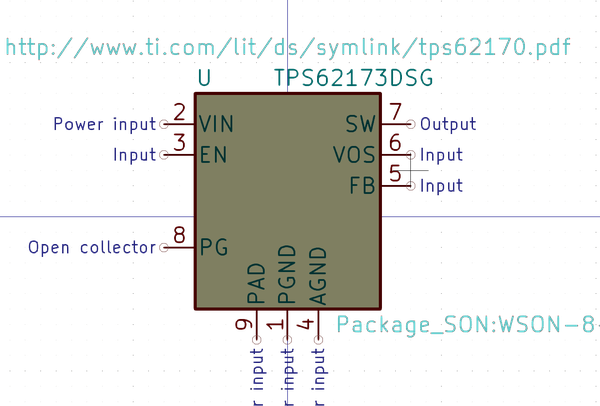 http://www.ti.com/lit/ds/symlink/tps62170.pdf
U TPS62173DSG
Power input 2 VIN SW 7 Output
Input 3 EN VOS 6 Input
FB 5 Input
Open collector 8 PG
PAD PGND AGND
9 1 4
Package_SON:WSON-8-
r input r input r input